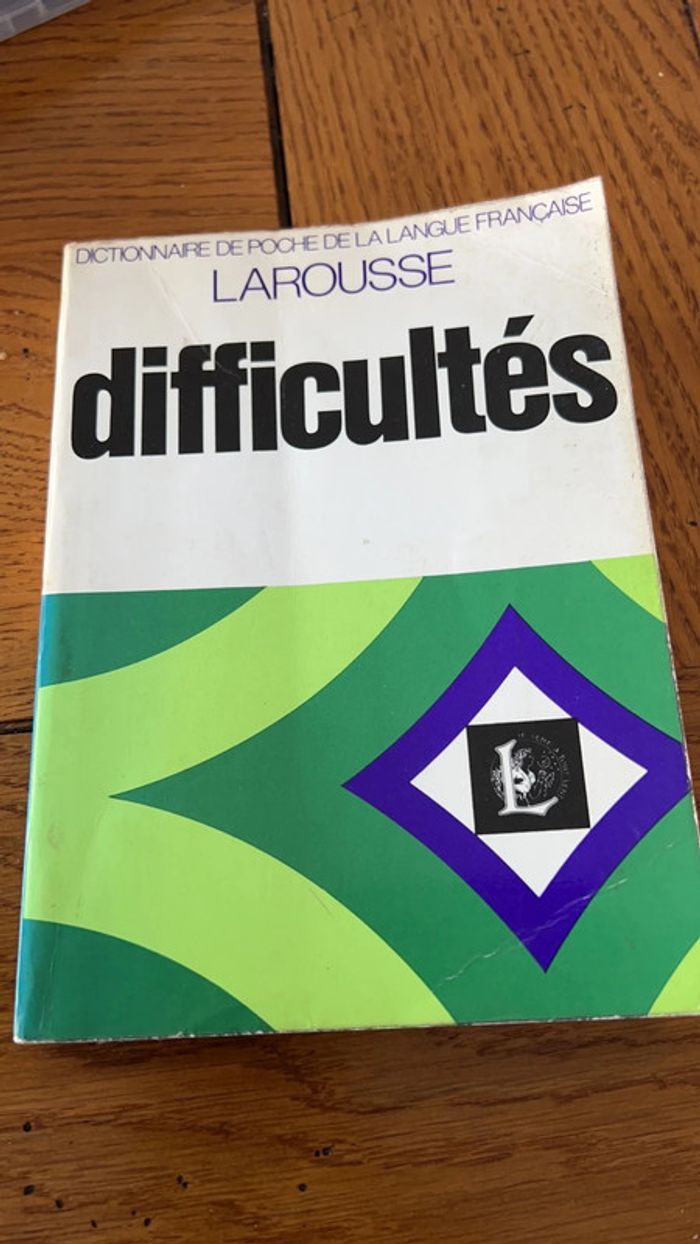 DICTIONNAIRE DE POCHE DE LA LANGUE FRANÇAISE
LAROUSSE
difficultés
L